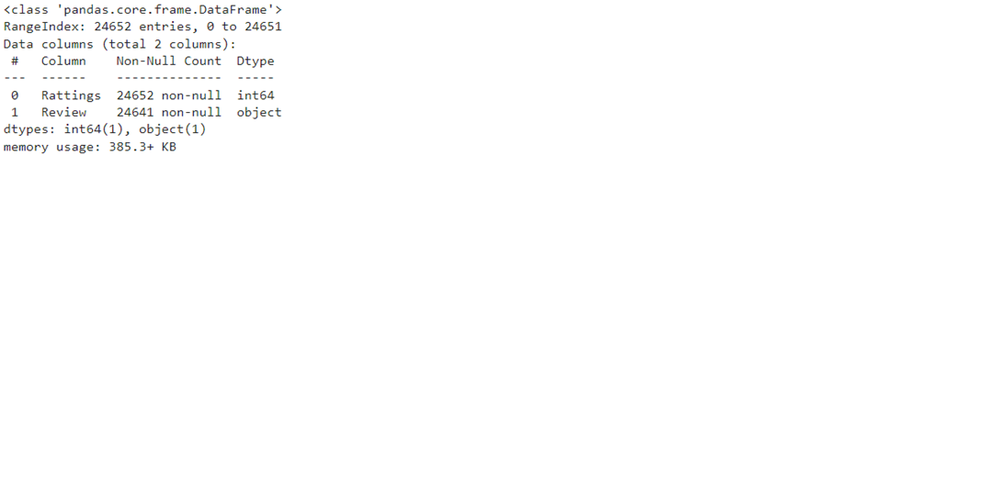 <class 'pandas.core.frame.DataFrame'>
RangeIndex: 24652 entries, 0 to 24651
Data columns (total 2 columns):
 #   Column    Non-Null Count  Dtype
---  ------    --------------  -----
 0   Rattings  24652 non-null  int64
 1   Review    24641 non-null  object
dtypes: int64(1), object(1)
memory usage: 385.3+ KB